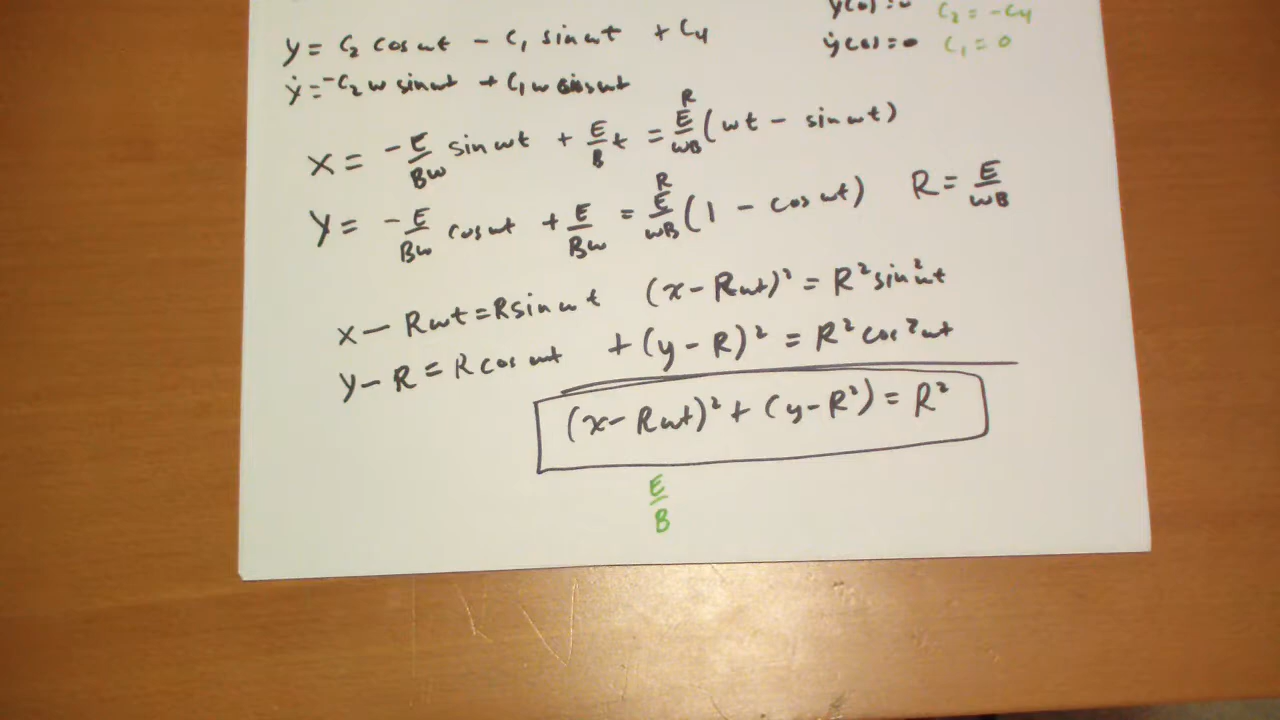 y(0) = 0 C₂ = -C₄
y = C₂ cos ωt - C₁ sin ωt + C₄ ẏ(0) = 0 C₁ = 0
ẏ = -C₂ ω sin ωt + C₁ ω cos ωt
x = -E/Bω sin ωt + E/B t = E/ωB (ωt - sin ωt) R
y = -E/Bω cos ωt + E/Bω = E/ωB (1 - cos ωt) R R = E/ωB
x - Rωt = R sin ωt (x - Rωt)² = R² sin² ωt
y - R = R cos ωt + (y - R)² = R² cos² ωt
(x - Rωt)² + (y - R²) = R²
E/B